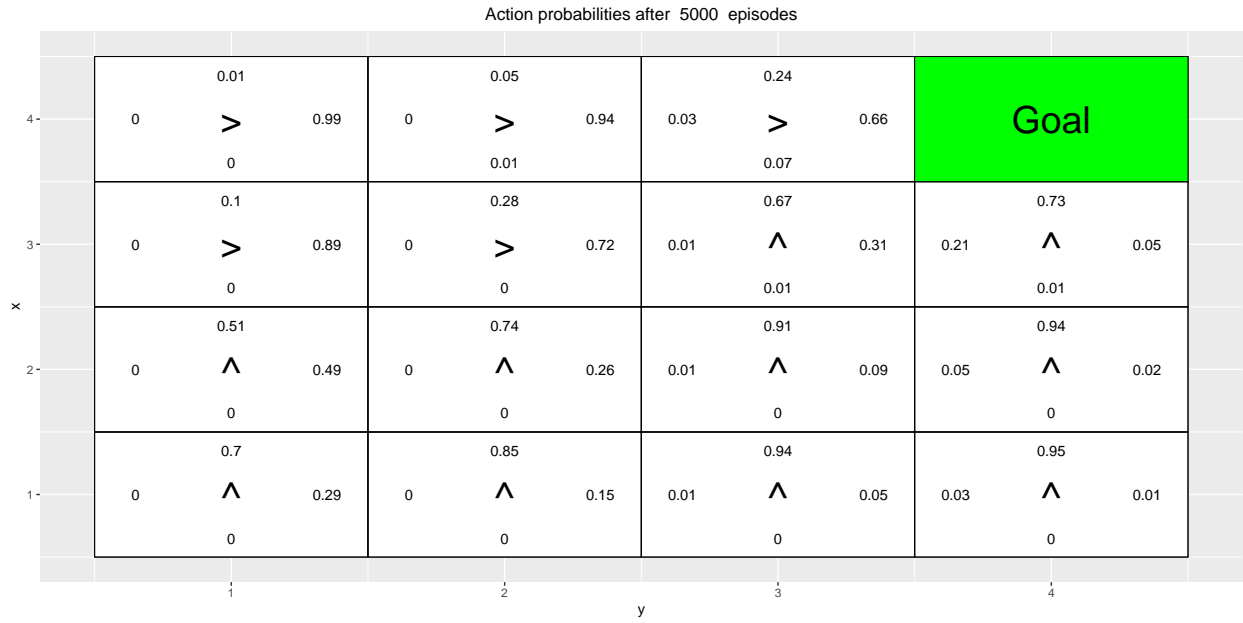 Action probabilities after 5000 episodes
0.01 0.05 0.24
4 0 > 0.99 0 > 0.94 0.03 > 0.66 Goal
0 0.01 0.07
0.1 0.28 0.67 0.73
3 0 > 0.89 0 > 0.72 0.01 ^ 0.31 0.21 ^ 0.05
0 0 0.01 0.01
x
0.51 0.74 0.91 0.94
2 0 ^ 0.49 0 ^ 0.26 0.01 ^ 0.09 0.05 ^ 0.02
0 0 0 0
0.7 0.85 0.94 0.95
1 0 ^ 0.29 0 ^ 0.15 0.01 ^ 0.05 0.03 ^ 0.01
0 0 0 0
1 2 3 4
y